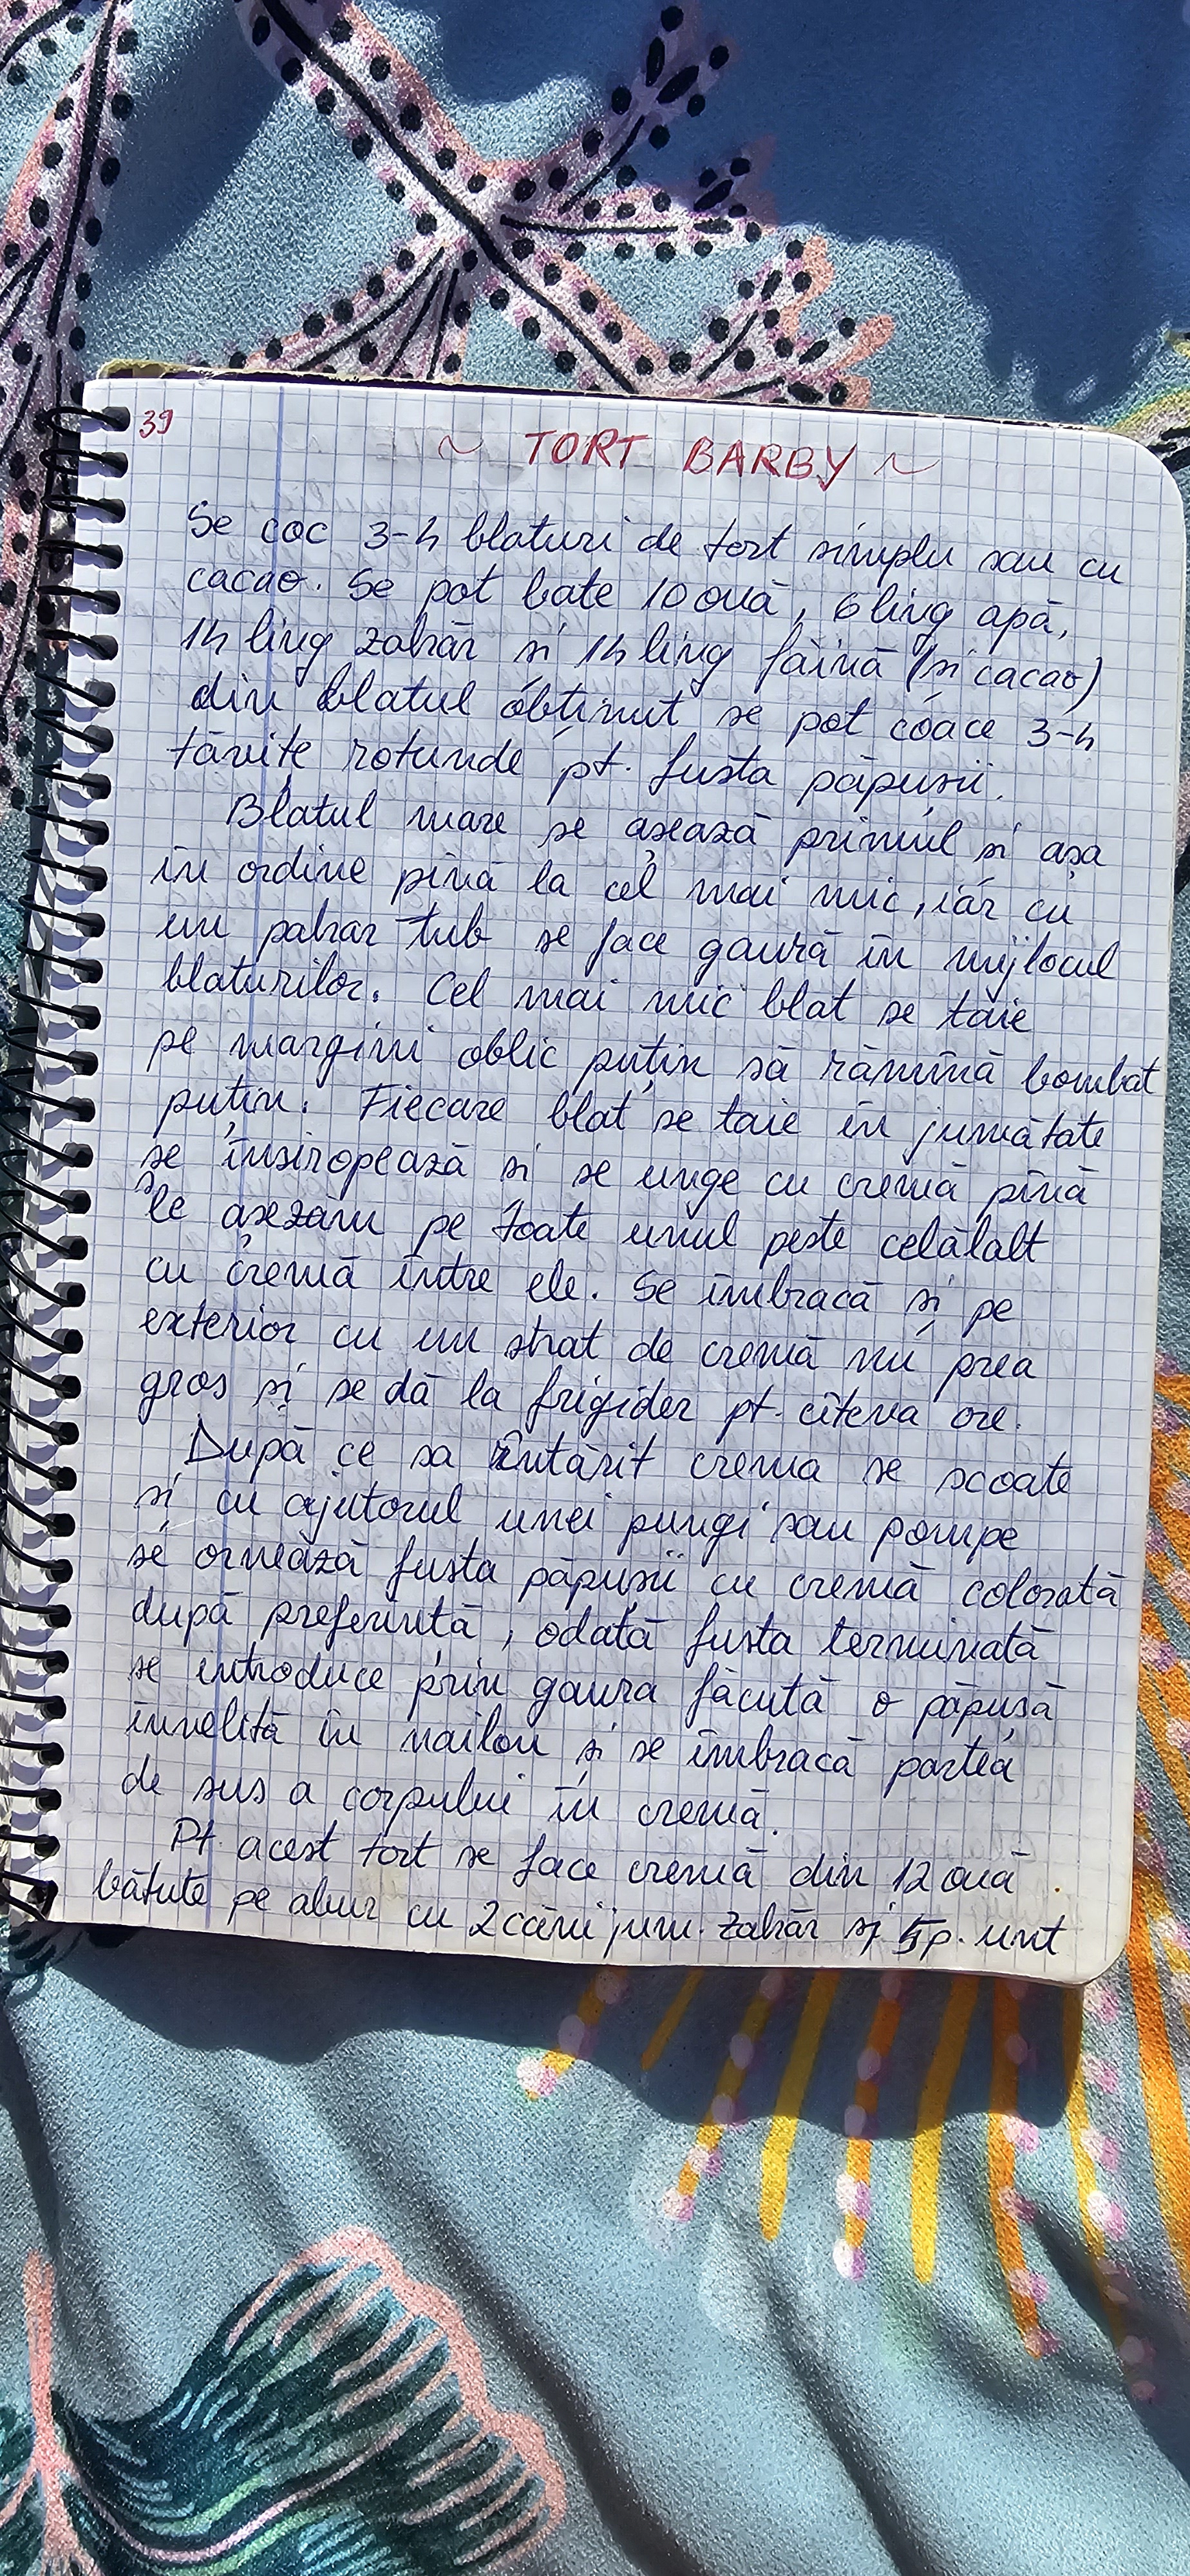 39
~ TORT BARBY ~
Se coc 3-4 blaturi de tort simplu sau cu
cacao. Se pot bate 10 ouă, 6 ling apă,
14 ling zahăr și 14 ling făină (și cacao)
din blatul obținut se pot coace 3-4
tăvițe rotunde pt. fusta păpușii.
Blatul mare se așează primul și așa
în ordine pînă la cel mai mic, iar cu
un pahar tub se face gaură în mijlocul
blaturilor. Cel mai mic blat se taie
pe margini oblic puțin să rămînă bombat
puțin. Fiecare blat se taie în jumătate
se însiropează și se unge cu cremă pînă
le așezăm pe toate unul peste celălalt
cu cremă între ele. Se îmbracă și pe
exterior cu un strat de cremă nu prea
gros și se dă la frigider pt. cîteva ore.
După ce sa întărit crema se scoate
și cu ajutorul unei pungi sau pompe
se ornează fusta păpușii cu cremă colorată
după preferință, odată fusta terminată
se introduce prin gaura făcută o păpușă
învelită în nailon și se îmbracă partea
de sus a corpului în cremă.
Pt. acest tort se face cremă din 12 ouă
bătute pe abur cu 2 căni jum. zahăr și 5 p. unt